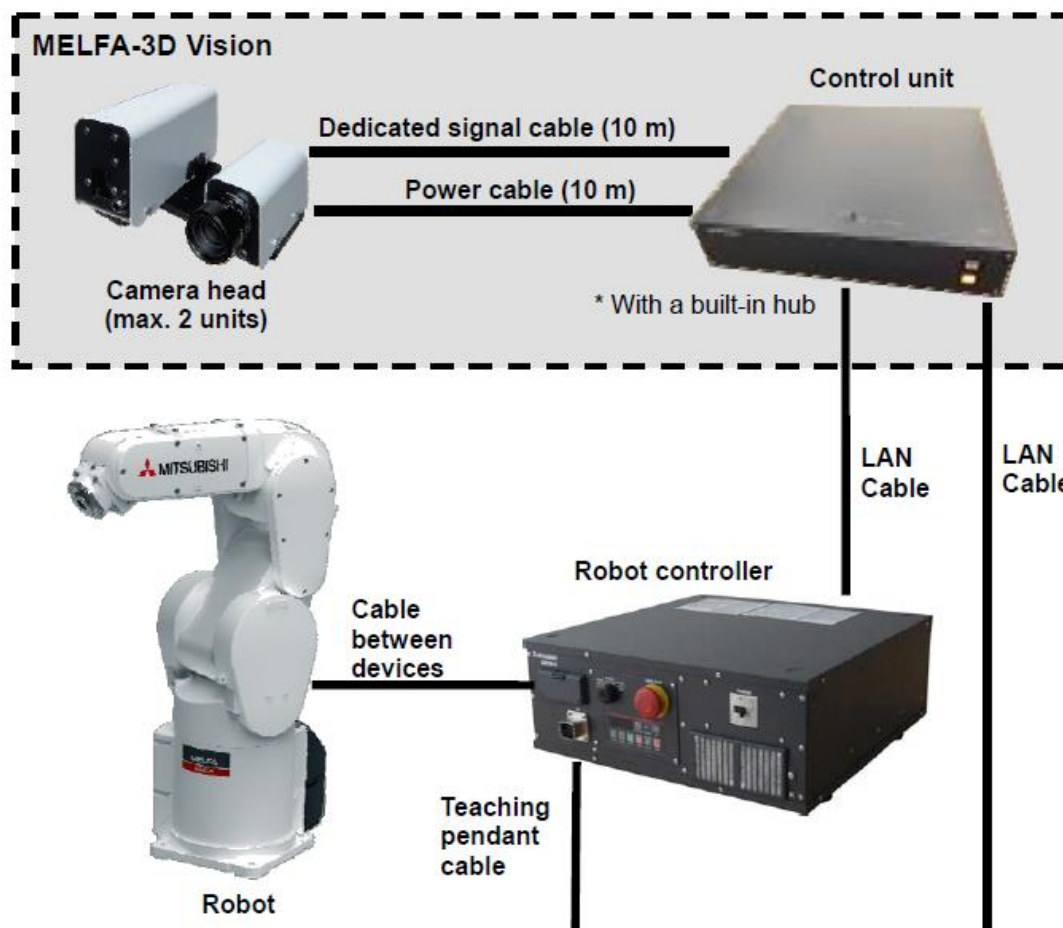 MELFA-3D Vision
Control unit
Dedicated signal cable (10 m)
Power cable (10 m)
Camera head
(max. 2 units)
* With a built-in hub
MITSUBISHI
LAN
Cable
LAN
Cable
Robot controller
Cable
between
devices
MELFA
Teaching
pendant
cable
Robot